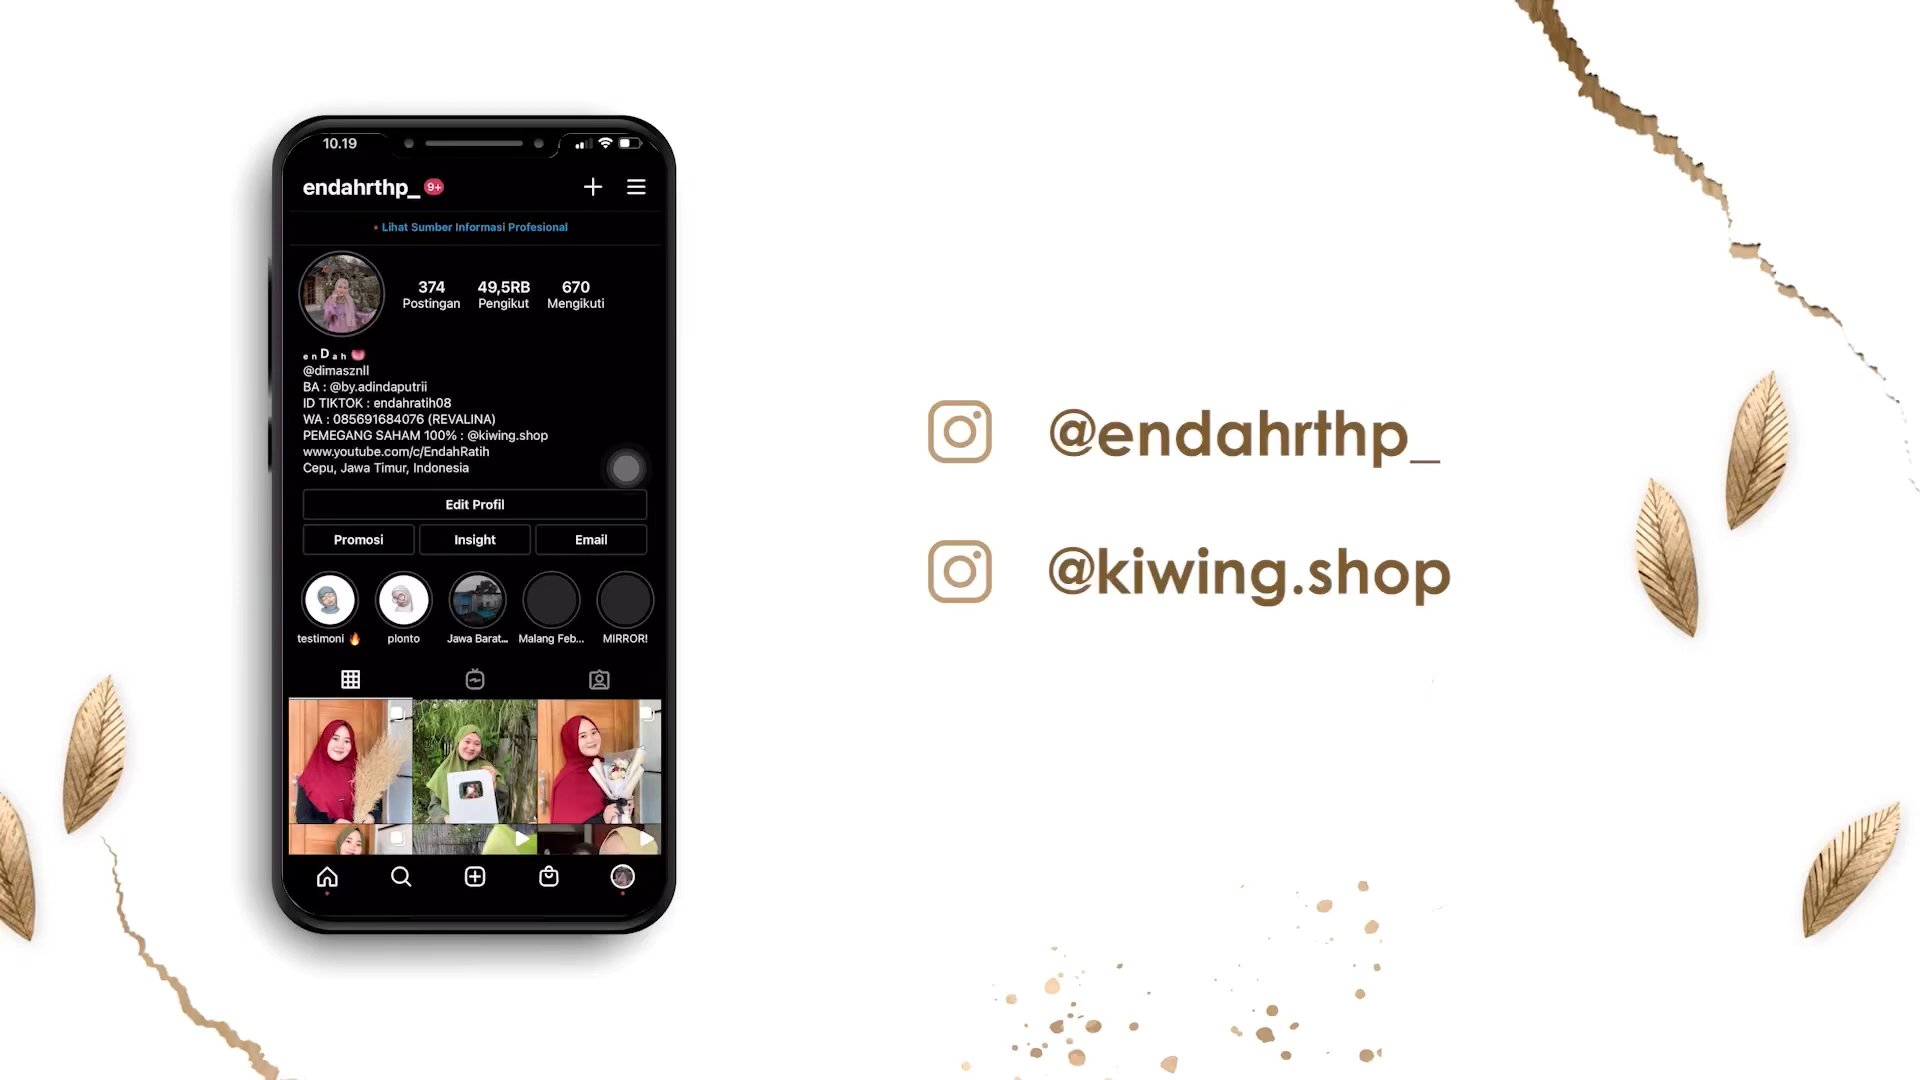 10.19
endahrthp_ 9+
Lihat Sumber Informasi Profesional
374 49,5RB 670
Postingan Pengikut Mengikuti
enDah
@dimasznll
BA : @by.adindaputrii
ID TIKTOK : endahratih08
WA : 085691684076 (REVALINA)
PEMEGANG SAHAM 100% : @kiwing.shop
www.youtube.com/c/EndahRatih
Cepu, Jawa Timur, Indonesia
Edit Profil
Promosi Insight Email
testimoni 🔥 plonto Jawa Barat... Malang Feb... MIRROR!
@endahrthp_
@kiwing.shop